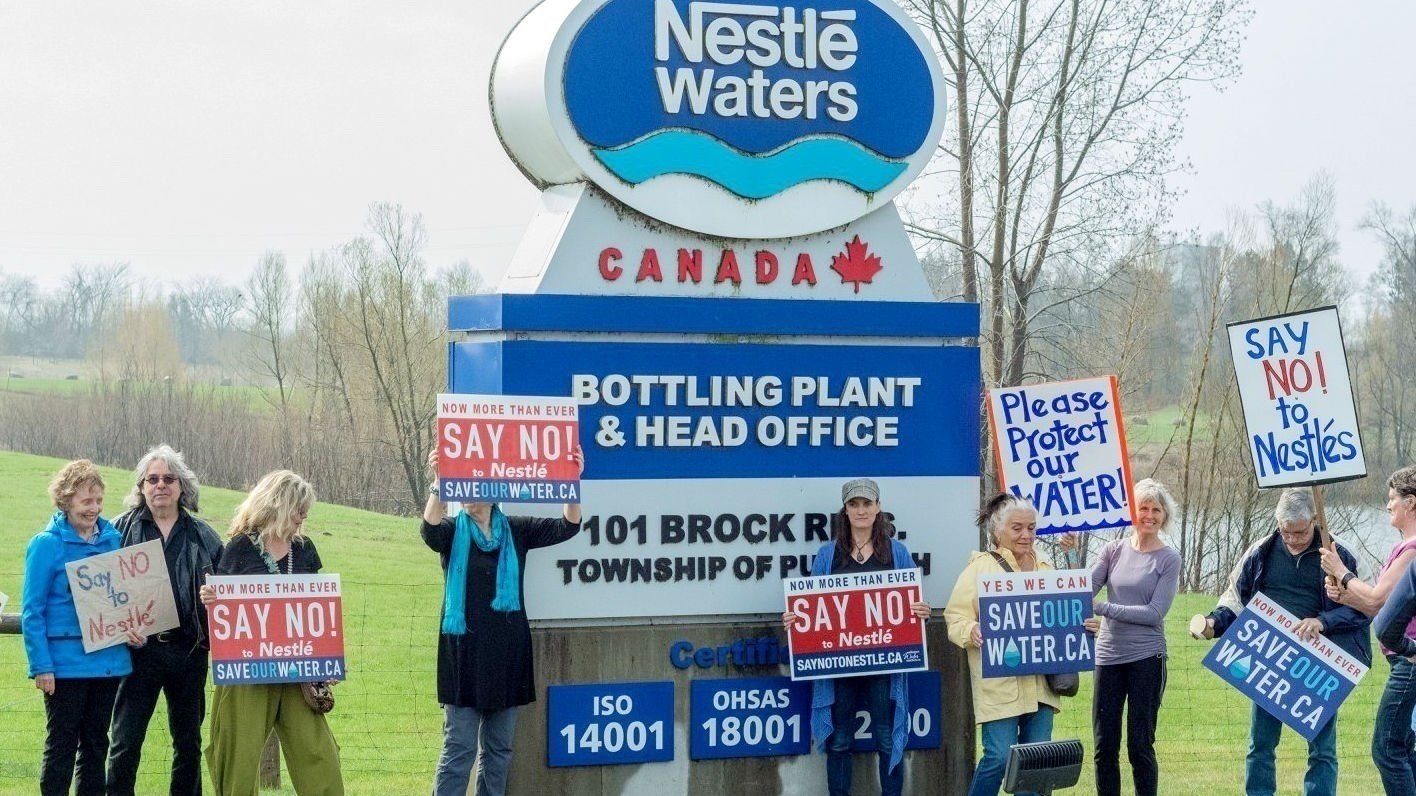 Nestlé
Waters
CANADA
BOTTLING PLANT
& HEAD OFFICE
101 BROCK
TOWNSHIP OF
ISO
14001
OHSAS
18001
Say NO
to
Nestlé
NOW MORE THAN EVER
SAY NO!
to Nestlé
SAVEOURWATER.CA
NOW MORE THAN EVER
SAY NO!
to Nestlé
SAVEOURWATER.CA
NOW MORE THAN EVER
SAY NO!
to Nestlé
SAYNOTONESTLE.CA
Please
Protect
our
WATER!
YES WE CAN
SAVEOUR
WATER.CA
SAY
NO!
to
Nestlés
NOW MORE THAN EVER
SAVEOUR
WATER.CA